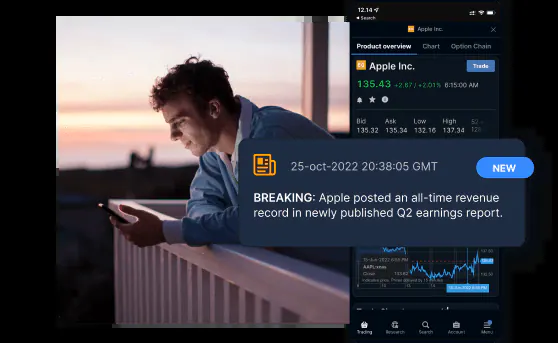 12.14
Search
EQ Apple Inc.
Product overview Chart Option Chain
EQ Apple Inc. Trade
135.43 +2.67 / +2.01% 6:15:00 AM
Bid Ask Low High
135.32 135.34 132.16 137.34
25-oct-2022 20:38:05 GMT NEW
BREAKING: Apple posted an all-time revenue
record in newly published Q2 earnings report.
Trading Research Search Account Menu